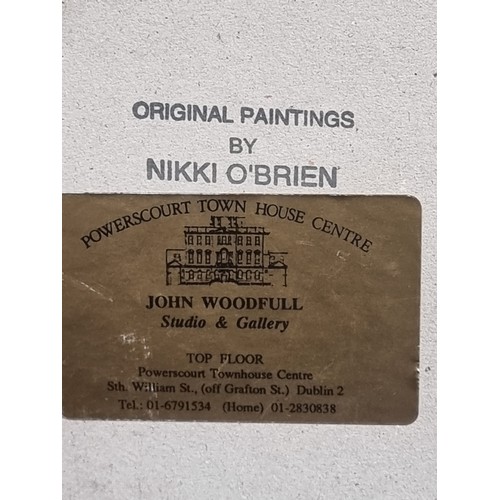 ORIGINAL PAINTINGS
BY
NIKKI O'BRIEN
POWERSCOURT TOWN HOUSE CENTRE
JOHN WOODFULL
Studio & Gallery
TOP FLOOR
Powerscourt Townhouse Centre
Sth. William St., (off Grafton St.) Dublin 2
Tel.: 01-6791534 (Home) 01-2830838